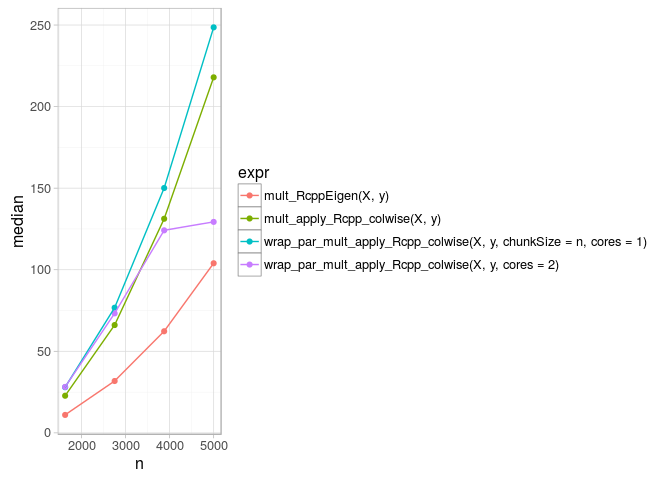 250
200
150
100
50
0
median
2000 3000 4000 5000
n
expr
mult_RcppEigen(X, y)
mult_apply_Rcpp_colwise(X, y)
wrap_par_mult_apply_Rcpp_colwise(X, y, chunkSize = n, cores = 1)
wrap_par_mult_apply_Rcpp_colwise(X, y, cores = 2)